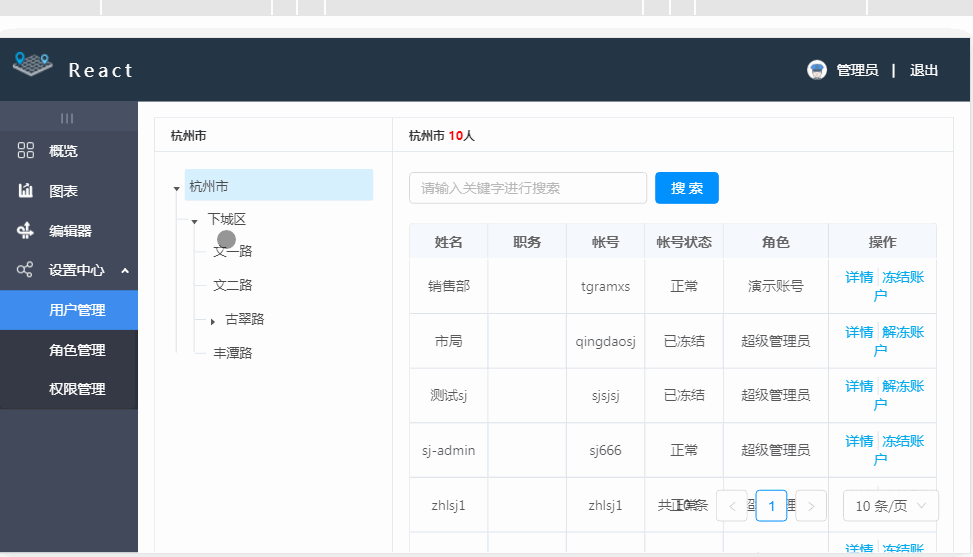 React
管理员 | 退出
概览
图表
编辑器
设置中心
用户管理
角色管理
权限管理
杭州市
杭州市
下城区
文一路
文二路
古翠路
丰潭路
杭州市 10人
请输入关键字进行搜索
搜 索
姓名 职务 帐号 帐号状态 角色 操作
销售部 tgramxs 正常 演示账号 详情 冻结账户
市局 qingdaosj 已冻结 超级管理员 详情 解冻账户
测试sj sjsjsj 已冻结 超级管理员 详情 解冻账户
sj-admin sj666 正常 超级管理员 详情 冻结账户
zhlsj1 zhlsj1 正常
共 10 条 < 1 > 10 条/页
详情 冻结账